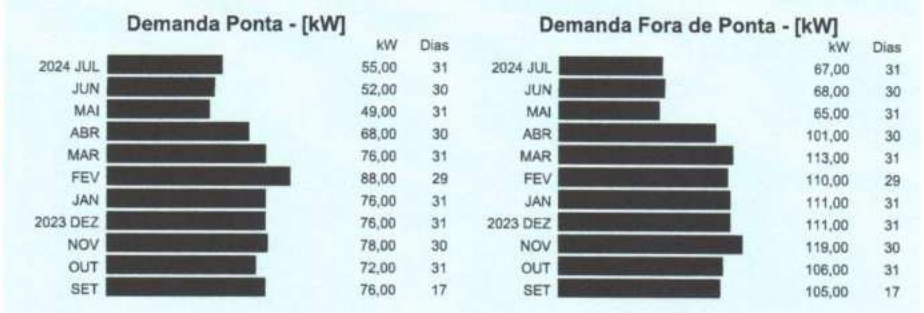 Demanda Ponta - [kW]
kW Dias
2024 JUL 55,00 31
JUN 52,00 30
MAI 49,00 31
ABR 68,00 30
MAR 76,00 31
FEV 88,00 29
JAN 76,00 31
2023 DEZ 76,00 31
NOV 78,00 30
OUT 72,00 31
SET 76,00 17
Demanda Fora de Ponta - [kW]
kW Dias
2024 JUL 67,00 31
JUN 68,00 30
MAI 65,00 31
ABR 101,00 30
MAR 113,00 31
FEV 110,00 29
JAN 111,00 31
2023 DEZ 111,00 31
NOV 119,00 30
OUT 106,00 31
SET 105,00 17